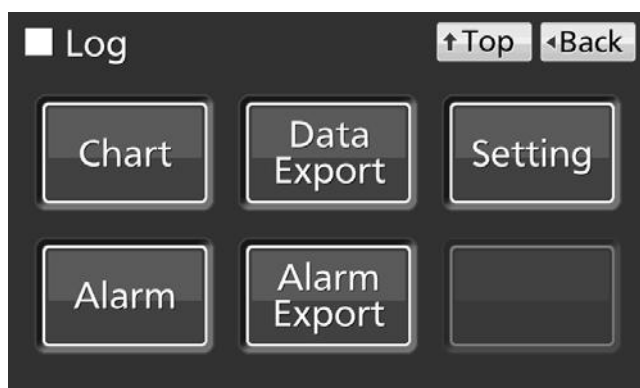 Log
Top
Back
Chart
Data
Export
Setting
Alarm
Alarm
Export